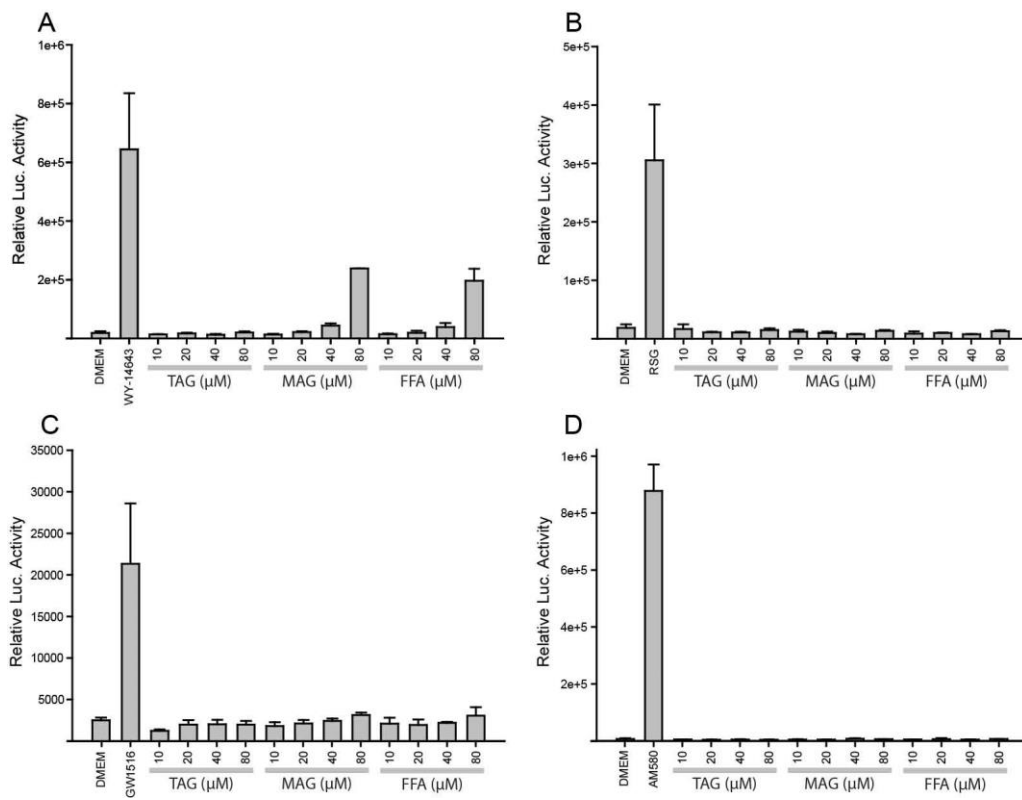 A
Relative Luc. Activity
1e+6
8e+5
6e+5
4e+5
2e+5
DMEM
WY-14643
10 20 40 80 10 20 40 80 10 20 40 80
TAG (µM) MAG (µM) FFA (µM)
B
Relative Luc. Activity
5e+5
4e+5
3e+5
2e+5
1e+5
DMEM
RSG
10 20 40 80 10 20 40 80 10 20 40 80
TAG (µM) MAG (µM) FFA (µM)
C
Relative Luc. Activity
35000
30000
25000
20000
15000
10000
5000
DMEM
GW1516
10 20 40 80 10 20 40 80 10 20 40 80
TAG (µM) MAG (µM) FFA (µM)
D
Relative Luc. Activity
1e+6
8e+5
6e+5
4e+5
2e+5
DMEM
AM580
10 20 40 80 10 20 40 80 10 20 40 80
TAG (µM) MAG (µM) FFA (µM)